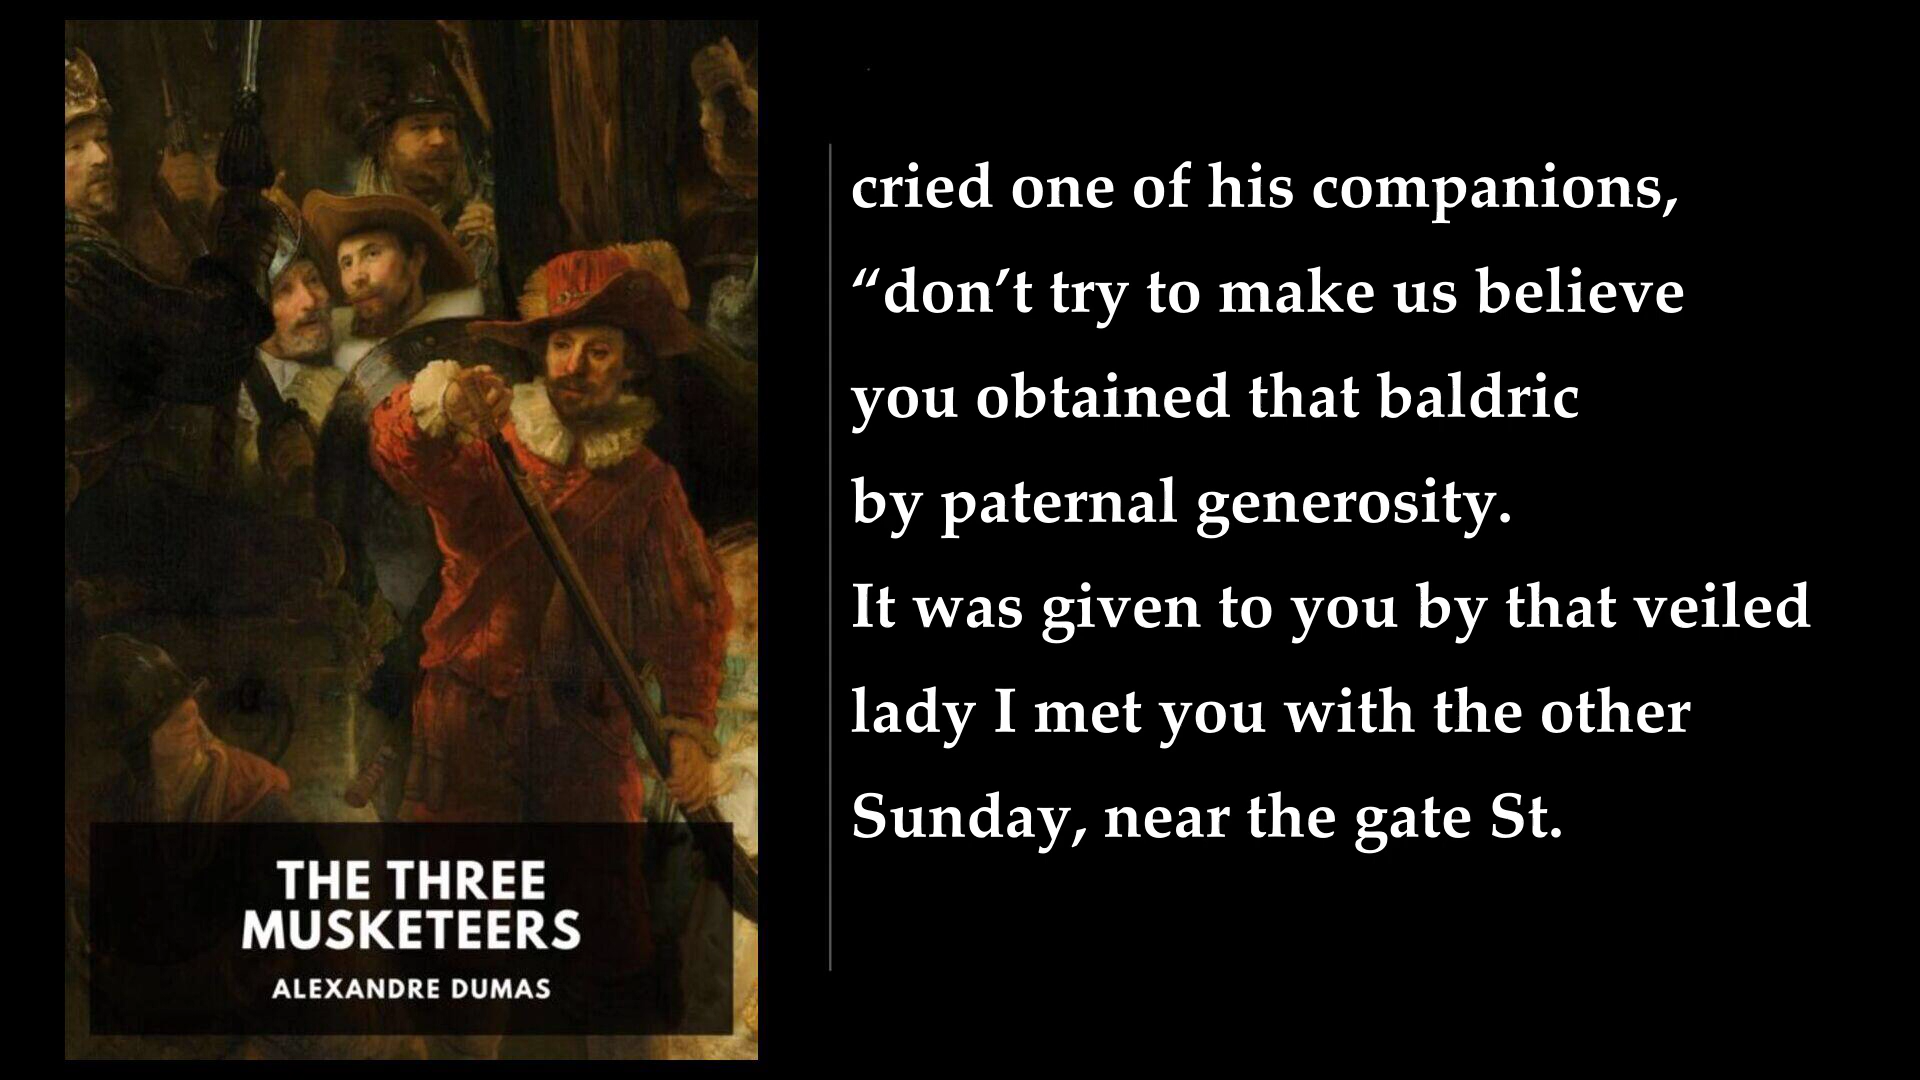 THE THREE
MUSKETEERS
ALEXANDRE DUMAS
cried one of his companions,
“don’t try to make us believe
you obtained that baldric
by paternal generosity.
It was given to you by that veiled
lady I met you with the other
Sunday, near the gate St.